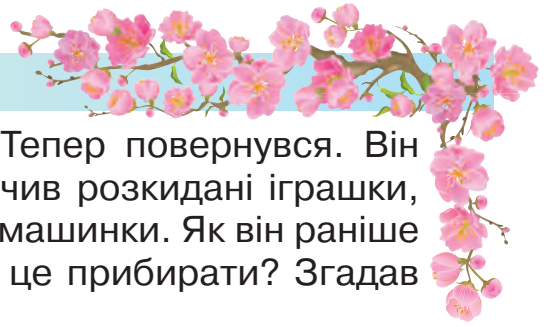 Тепер повернувся. Він
чив розкидані іграшки,
машинки. Як він раніше
це прибирати? Згадав